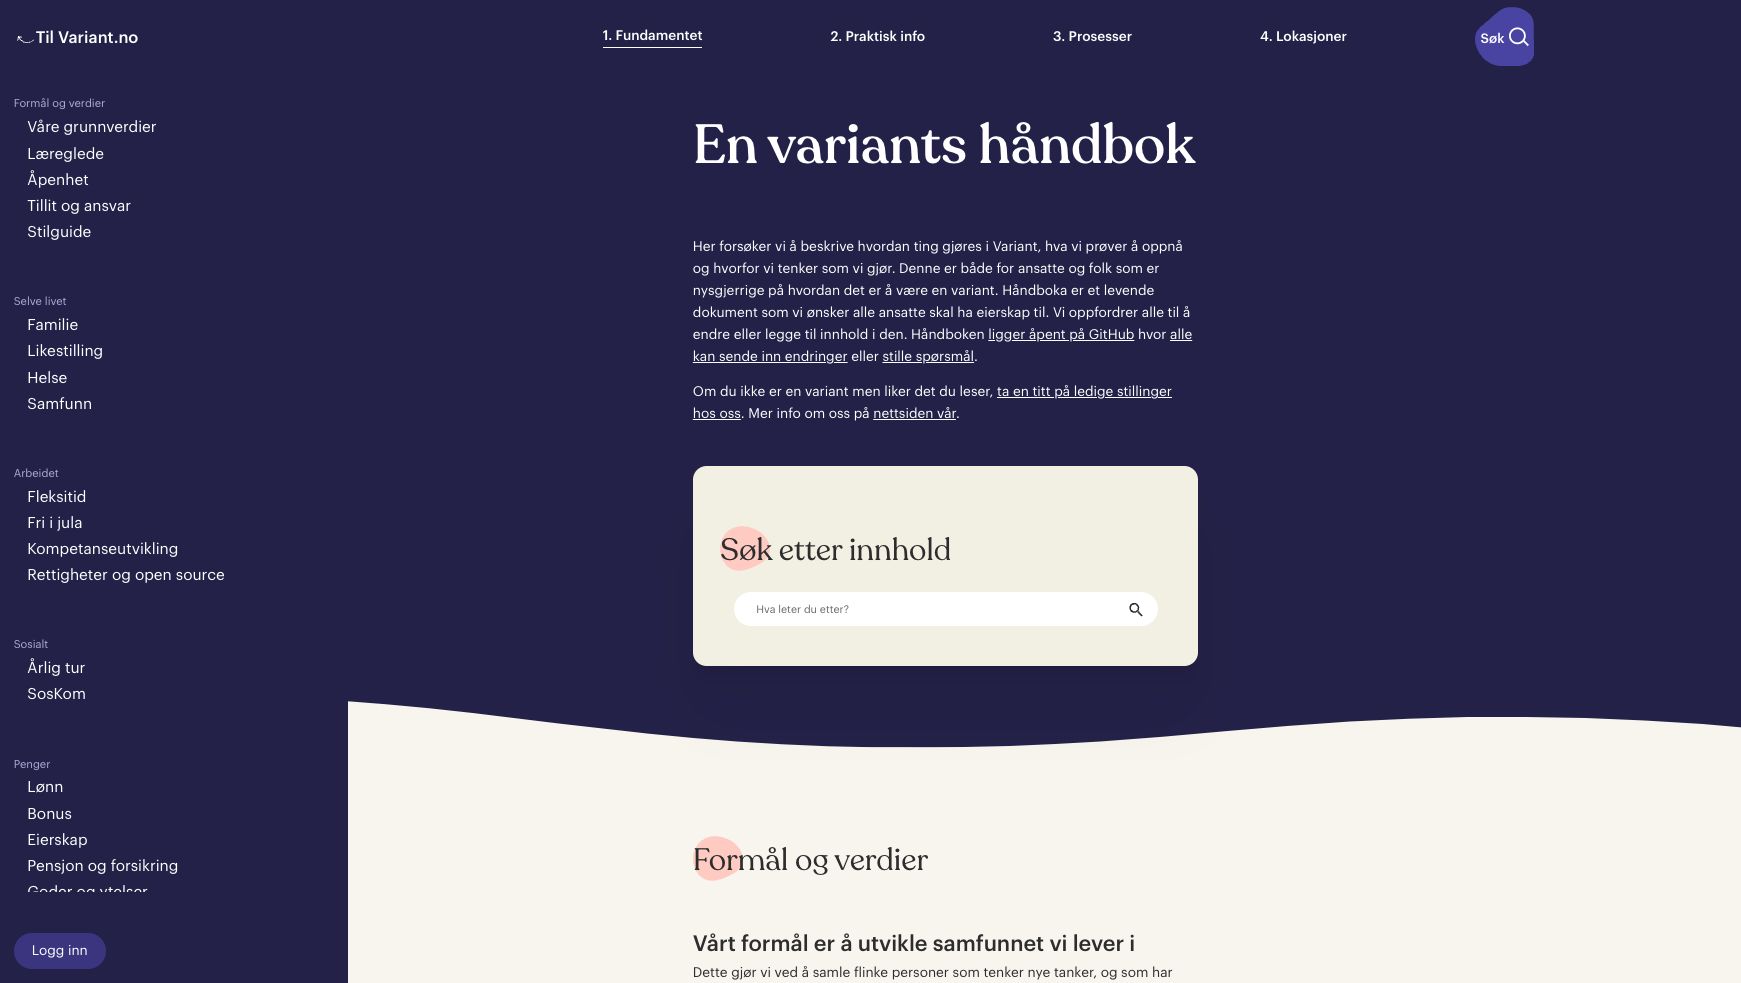 Til Variant.no
1. Fundamentet
2. Praktisk info
3. Prosesser
4. Lokasjoner
Søk
Formål og verdier
Våre grunnverdier
Læreglede
Åpenhet
Tillit og ansvar
Stilguide
Selve livet
Familie
Likestilling
Helse
Samfunn
Arbeidet
Fleksitid
Fri i jula
Kompetanseutvikling
Rettigheter og open source
Sosialt
Årlig tur
SosKom
Penger
Lønn
Bonus
Eierskap
Pensjon og forsikring
Goder og ytelser
Logg inn
En variants håndbok
Her forsøker vi å beskrive hvordan ting gjøres i Variant, hva vi prøver å oppnå
og hvorfor vi tenker som vi gjør. Denne er både for ansatte og folk som er
nysgjerrige på hvordan det er å være en variant. Håndboka er et levende
dokument som vi ønsker alle ansatte skal ha eierskap til. Vi oppfordrer alle til å
endre eller legge til innhold i den. Håndboken ligger åpent på GitHub hvor alle
kan sende inn endringer eller stille spørsmål.
Om du ikke er en variant men liker det du leser, ta en titt på ledige stillinger
hos oss. Mer info om oss på nettsiden vår.
Søk etter innhold
Hva leter du etter?
Formål og verdier
Vårt formål er å utvikle samfunnet vi lever i
Dette gjør vi ved å samle flinke personer som tenker nye tanker, og som har